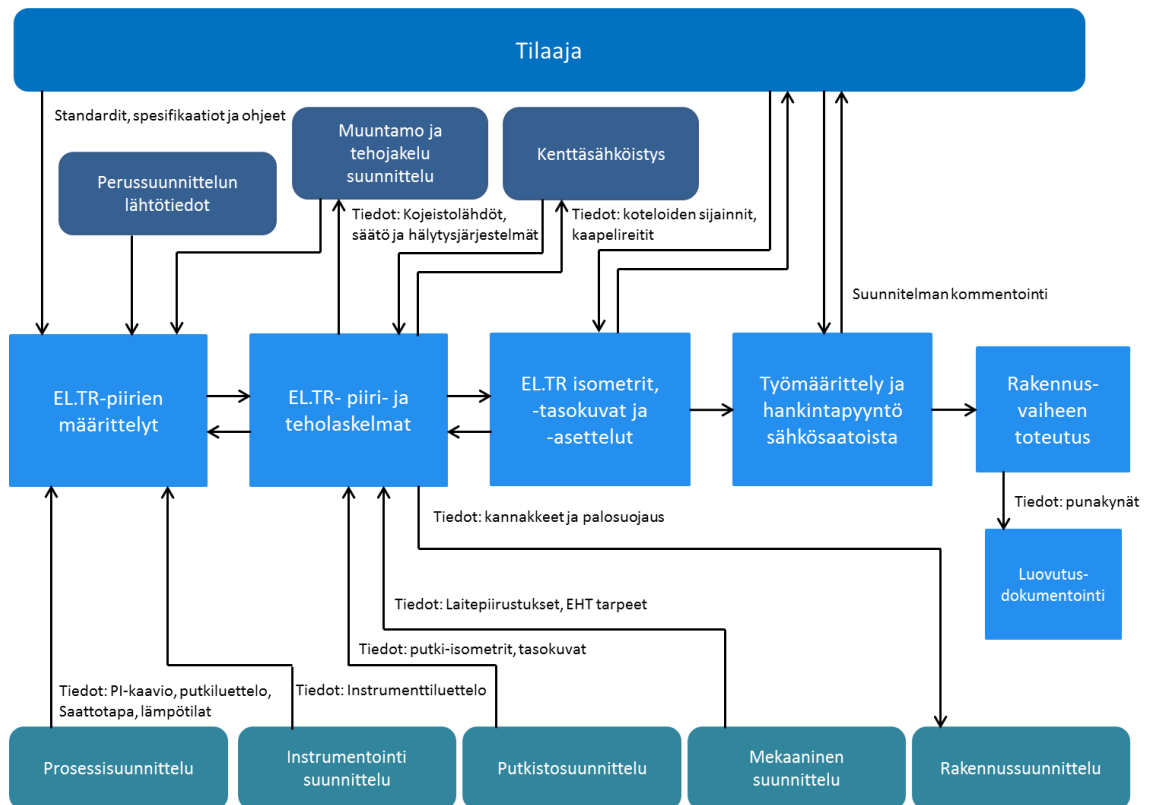 Tilaaja
Standardit, spesifikaatiot ja ohjeet
Muuntamo ja
tehojakelu
suunnittelu
Kenttäsähköistys
Perussuunnittelun
lähtötiedot
Tiedot: Kojeistolähdöt,
säätö ja hälytysjärjestelmät
Tiedot: koteloiden sijainnit,
kaapelireitit
Suunnitelman kommentointi
EL.TR-piirien
määrittelyt
EL.TR- piiri- ja
teholaskelmat
EL.TR isometrit,
-tasokuvat ja
-asettelut
Työmäärittely ja
hankintapyyntö
sähkösaatoista
Rakennus-
vaiheen
toteutus
Tiedot: kannakkeet ja palosuojaus
Tiedot: punakynät
Luovutus-
dokumentointi
Tiedot: Laitepiirustukset, EHT tarpeet
Tiedot: putki-isometrit, tasokuvat
Tiedot: PI-kaavio, putkiluettelo,
Saattotapa, lämpötilat
Tiedot: Instrumenttiluettelo
Prosessisuunnittelu
Instrumentointi
suunnittelu
Putkistosuunnittelu
Mekaaninen
suunnittelu
Rakennussuunnittelu